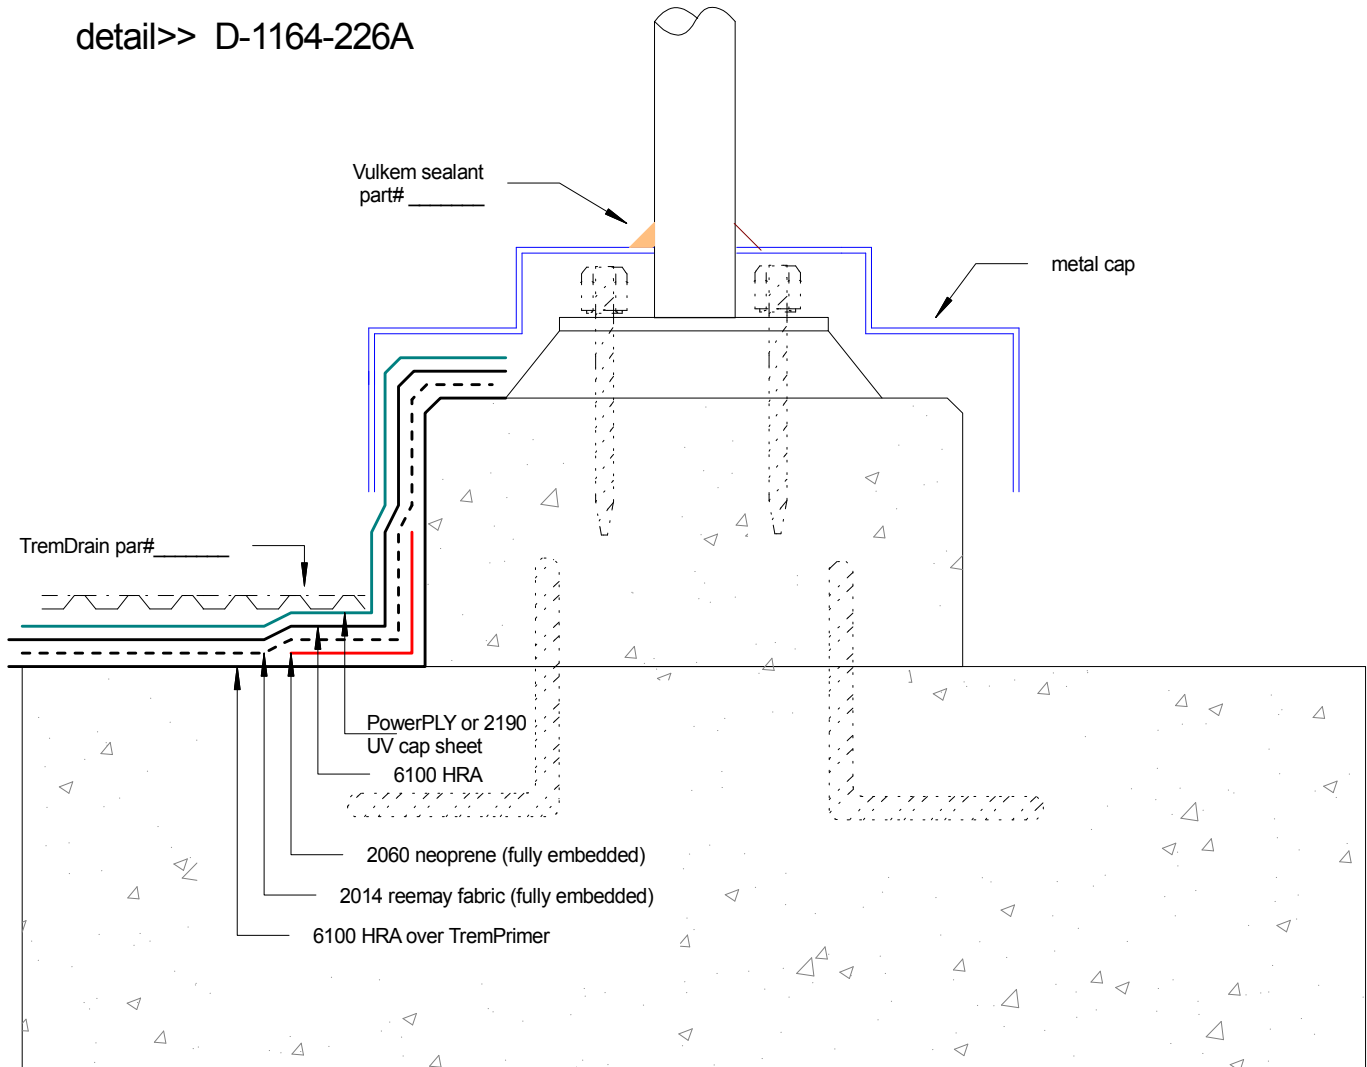 detail>> D-1164-226A
Vulkem sealant
part# _______
metal cap
TremDrain par#_______
PowerPLY or 2190
UV cap sheet
6100 HRA
2060 neoprene (fully embedded)
2014 reemay fabric (fully embedded)
6100 HRA over TremPrimer